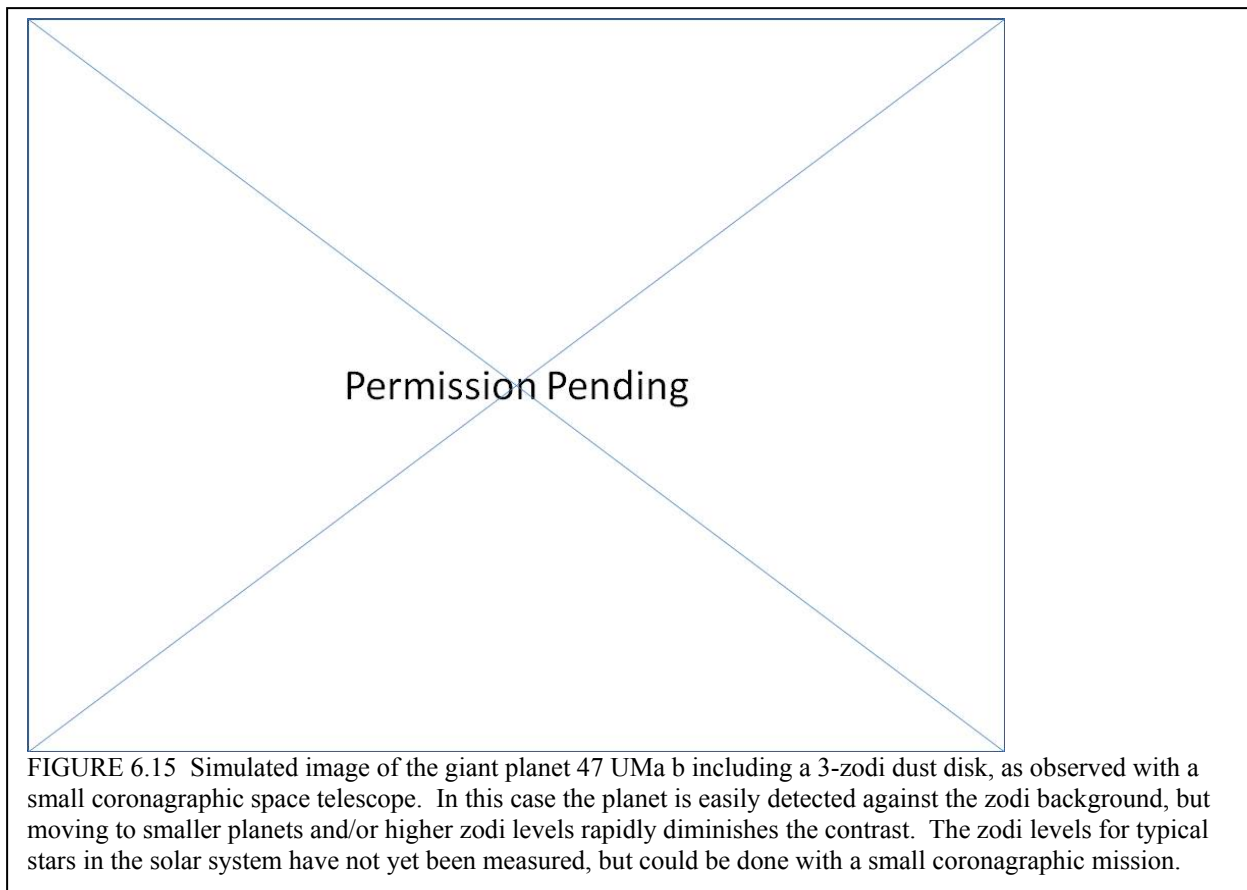 Permission Pending
FIGURE 6.15  Simulated image of the giant planet 47 UMa b including a 3-zodi dust disk, as observed with a
small coronagraphic space telescope.  In this case the planet is easily detected against the zodi background, but
moving to smaller planets and/or higher zodi levels rapidly diminishes the contrast.  The zodi levels for typical
stars in the solar system have not yet been measured, but could be done with a small coronagraphic mission.